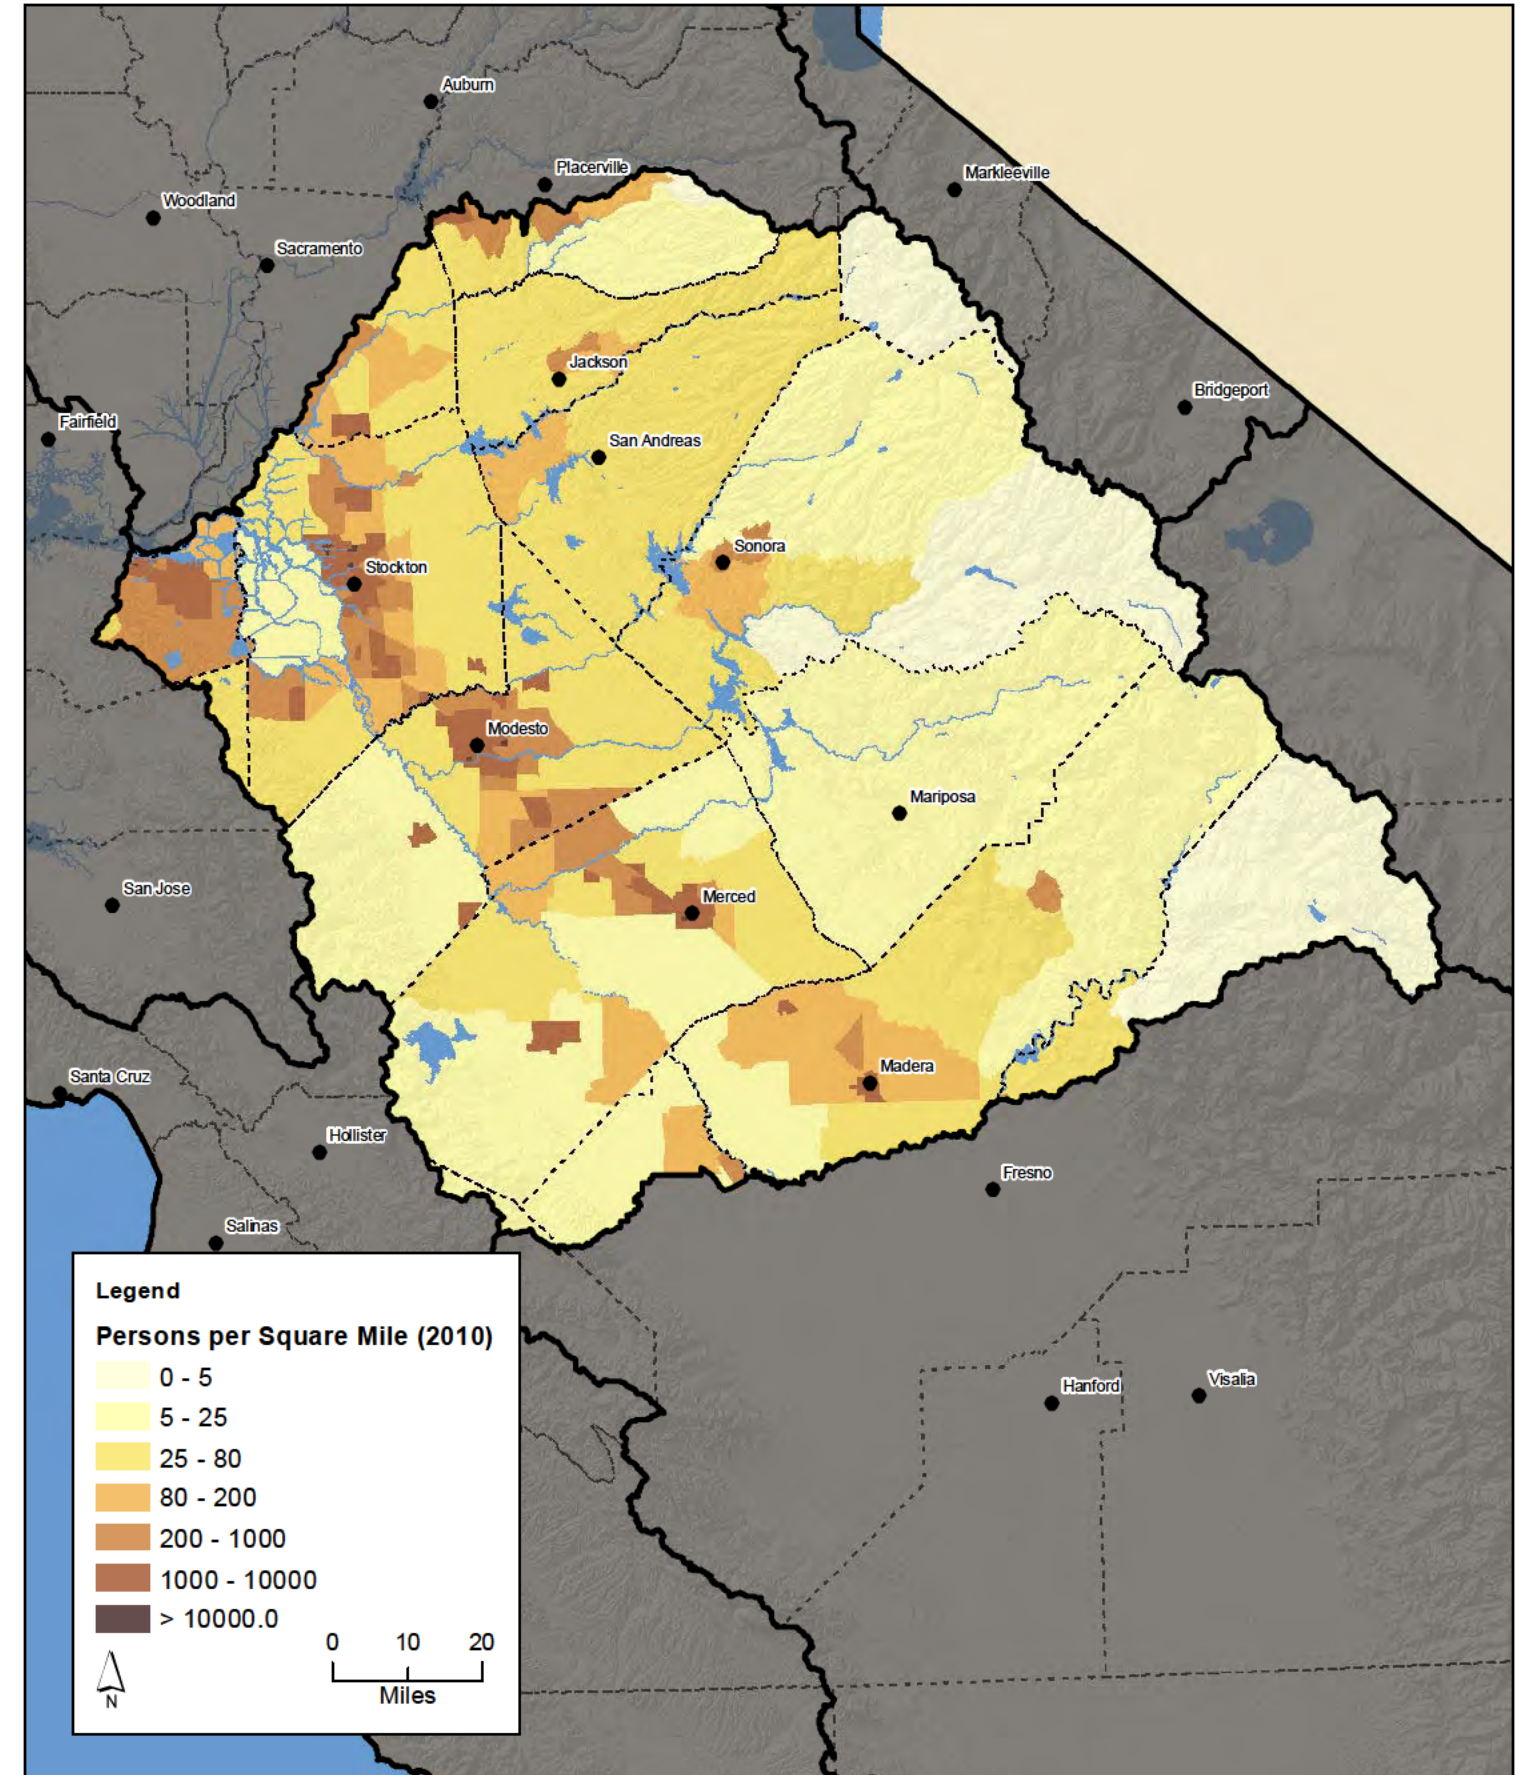 Auburn
Placerville
Markleeville
Woodland
Sacramento
Jackson
Bridgeport
Fairfield
San Andreas
Sonora
Stockton
Modesto
Mariposa
San Jose
Merced
Madera
Santa Cruz
Hollister
Fresno
Salinas
Hanford
Visalia
Legend
Persons per Square Mile (2010)
0 - 5
5 - 25
25 - 80
80 - 200
200 - 1000
1000 - 10000
> 10000.0
0 10 20
Miles
N